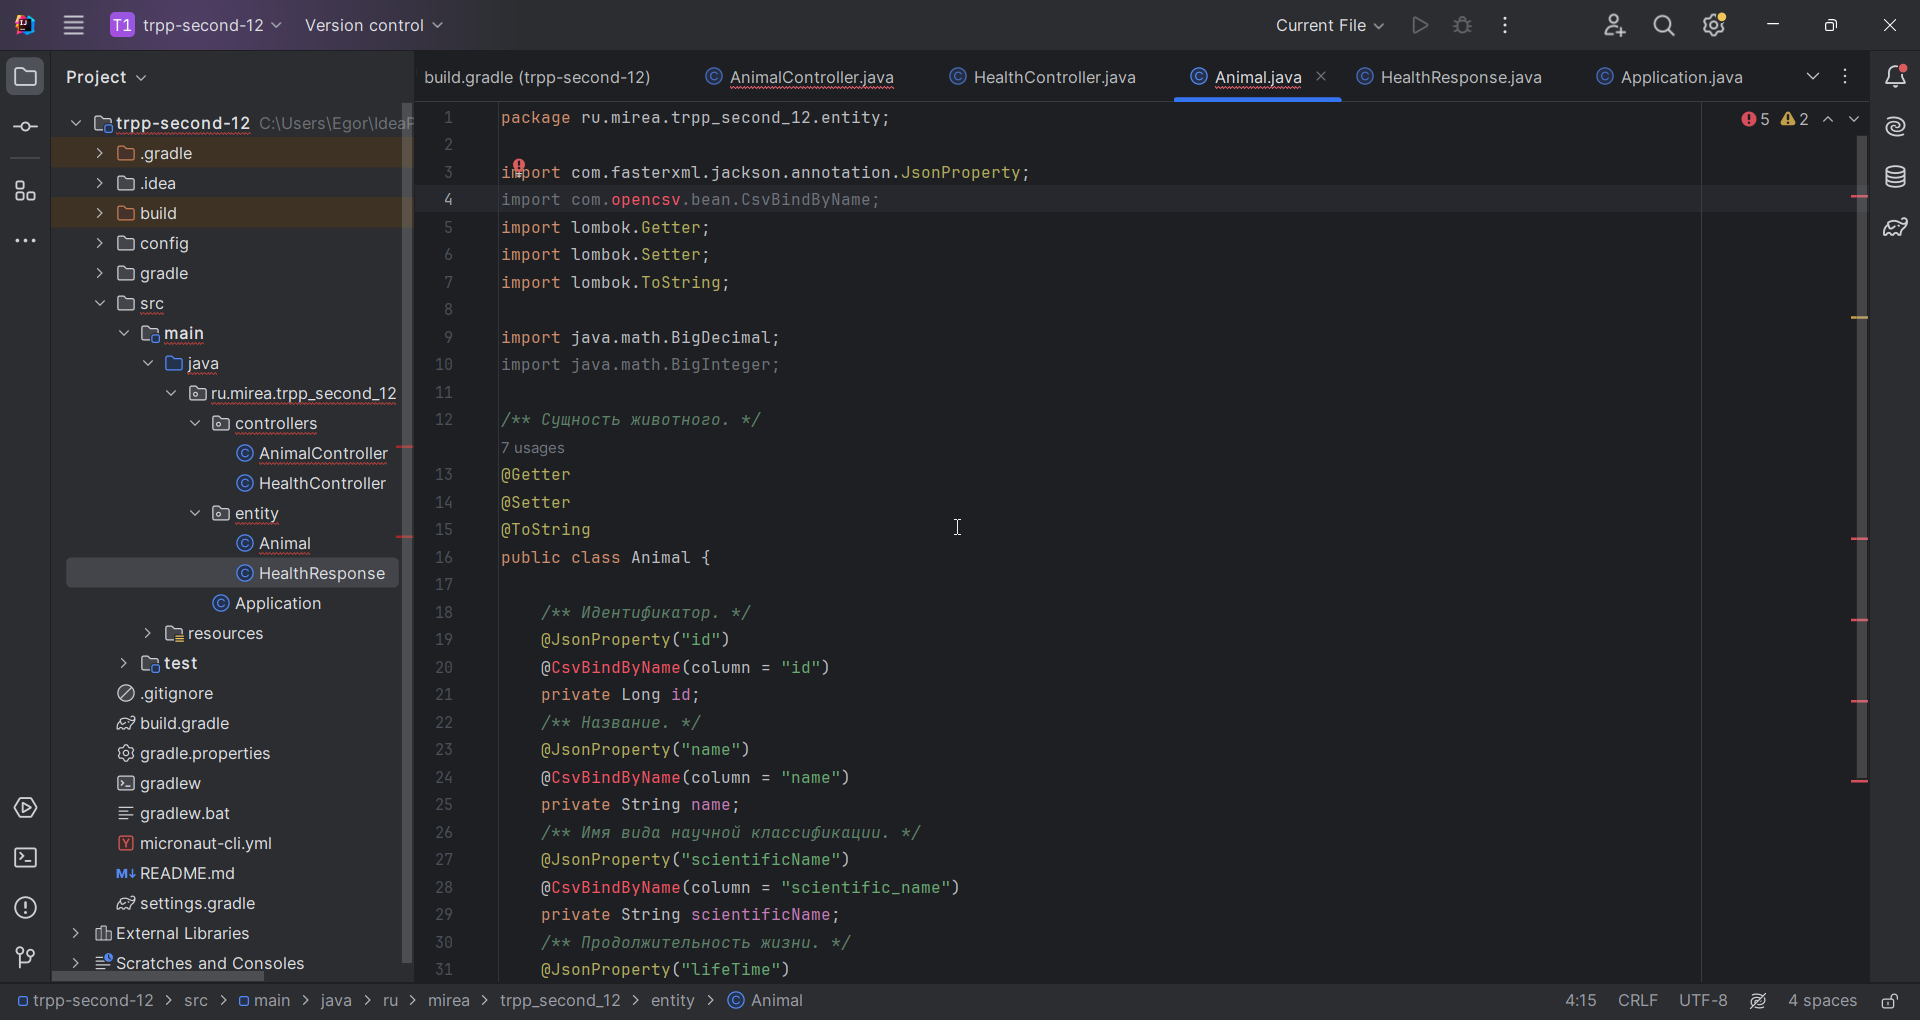 T1 trpp-second-12 Version control Current File
Project
build.gradle (trpp-second-12) AnimalController.java HealthController.java Animal.java HealthResponse.java Application.java
trpp-second-12 C:\Users\Egor\IdeaP
.gradle
.idea
build
config
gradle
src
main
java
ru.mirea.trpp_second_12
controllers
AnimalController
HealthController
entity
Animal
HealthResponse
Application
resources
test
.gitignore
build.gradle
gradle.properties
gradlew
gradlew.bat
micronaut-cli.yml
README.md
settings.gradle
External Libraries
Scratches and Consoles
5 2
1 package ru.mirea.trpp_second_12.entity;
2
3 import com.fasterxml.jackson.annotation.JsonProperty;
4 import com.opencsv.bean.CsvBindByName;
5 import lombok.Getter;
6 import lombok.Setter;
7 import lombok.ToString;
8
9 import java.math.BigDecimal;
10 import java.math.BigInteger;
11
12 /** Сущность животного. */
7 usages
13 @Getter
14 @Setter
15 @ToString
16 public class Animal {
17
18 /** Идентификатор. */
19 @JsonProperty("id")
20 @CsvBindByName(column = "id")
21 private Long id;
22 /** Название. */
23 @JsonProperty("name")
24 @CsvBindByName(column = "name")
25 private String name;
26 /** Имя вида научной классификации. */
27 @JsonProperty("scientificName")
28 @CsvBindByName(column = "scientific_name")
29 private String scientificName;
30 /** Продолжительность жизни. */
31 @JsonProperty("lifeTime")
trpp-second-12 > src > main > java > ru > mirea > trpp_second_12 > entity > Animal
4:15 CRLF UTF-8 4 spaces